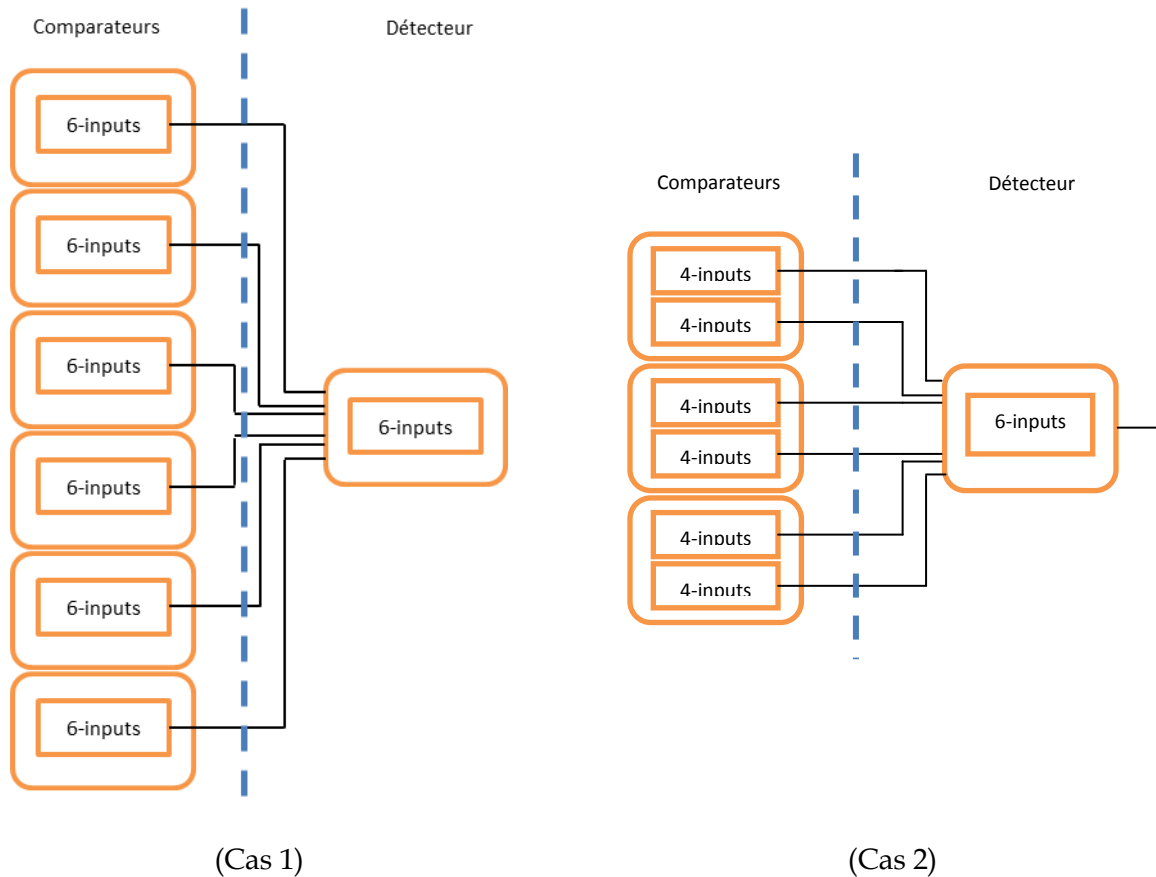 Comparateurs
Détecteur
6-inputs
6-inputs
6-inputs
6-inputs
6-inputs
6-inputs
6-inputs
(Cas 1)
Comparateurs
Détecteur
4-inputs
4-inputs
4-inputs
4-inputs
4-inputs
4-inputs
6-inputs
(Cas 2)